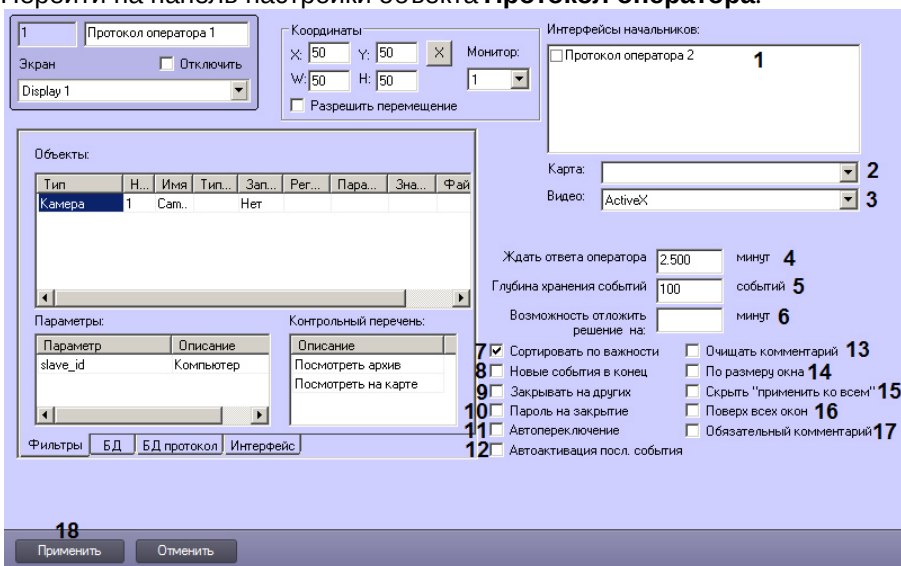 Перейти на панель настройки объекта Протокол оператора.
1 Протокол оператора 1
Экран Отключить
Display 1
Координаты
X: 50 Y: 50 X Монитор:
W: 50 H: 50 1
Разрешить перемещение
Интерфейсы начальников:
Протокол оператора 2 1
Карта: 2
Видео: ActiveX 3
Объекты:
Тип Н... Имя Тип... Зап... Рег... Пара... Зна... Фай
Камера 1 Cam.. Нет
Параметры:
Параметр Описание
slave_id Компьютер
Контрольный перечень:
Описание
Посмотреть архив
Посмотреть на карте
Фильтры БД БД протокол Интерфейс
Ждать ответа оператора 2.500 минут 4
Глубина хранения событий 100 событий 5
Возможность отложить
решение на: минут 6
7 Сортировать по важности Очищать комментарий 13
8 Новые события в конец По размеру окна 14
9 Закрывать на других Скрыть "применить ко всем" 15
10 Пароль на закрытие Поверх всех окон 16
11 Автопереключение Обязательный комментарий 17
12 Автоактивация посл. события
18
Применить Отменить